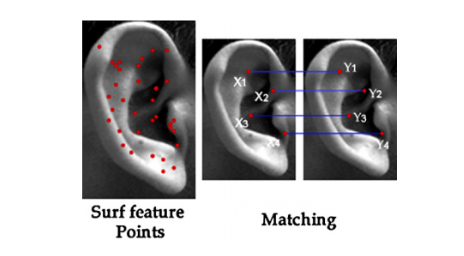 X1
Y1
X2
Y2
X3
Y3
X4
Y4
Surf feature
Points
Matching